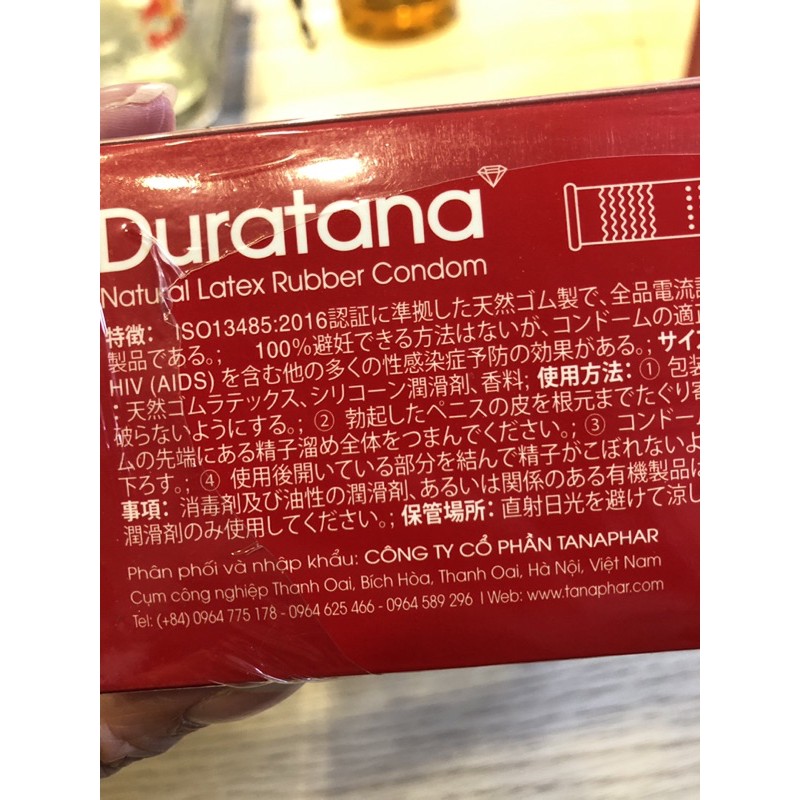 Duratana
Natural Latex Rubber Condom
特徴: ISO13485:2016認証に準拠した天然ゴム製で、全品電流
製品である。; 100%避妊できる方法はないが、コンドームの適
HIV (AIDS) を含む他の多くの性感染症予防の効果がある。; サイ
: 天然ゴムラテックス、シリコーン潤滑剤、香料; 使用方法: ① 包装
破らないようにする。; ② 勃起したペニスの皮を根元までたぐり寄
ムの先端にある精子溜め全体をつまんでください。; ③ コンドー
下ろす。; ④ 使用後開いている部分を結んで精子がこぼれないよ
事項: 消毒剤及び油性の潤滑剤、あるいは関係のある有機製品は
潤滑剤のみ使用してください。; 保管場所: 直射日光を避けて涼し
Phân phối và nhập khẩu: CÔNG TY CỔ PHẦN TANAPHAR
Cụm công nghiệp Thanh Oai, Bích Hòa, Thanh Oai, Hà Nội, Việt Nam
Tel: (+84) 0964 775 178 - 0964 625 466 - 0964 589 296 | Web: www.tanaphar.com